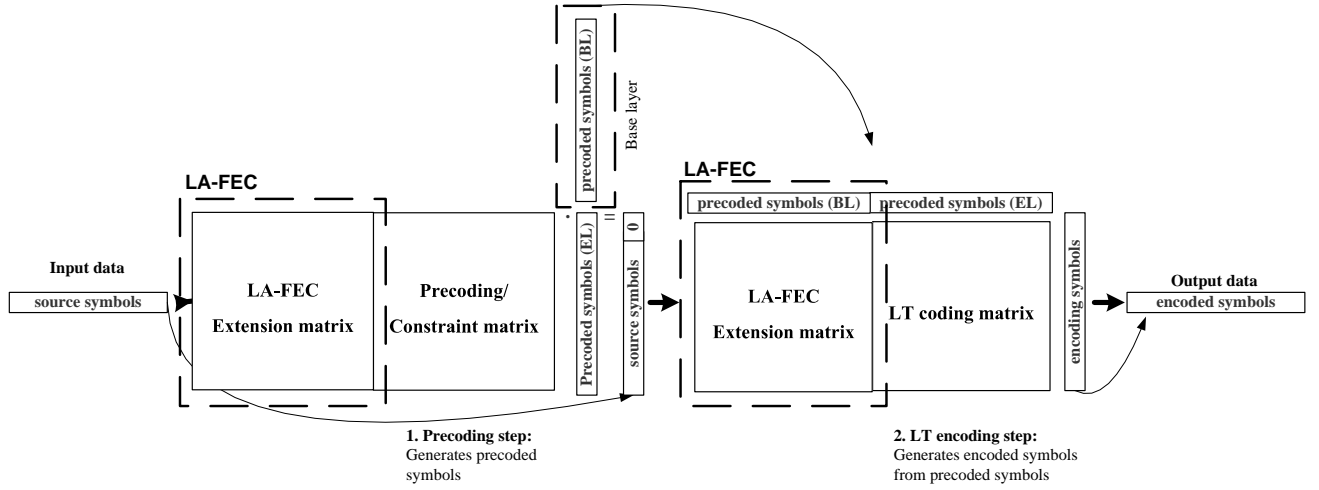 precoded symbols (BL)
Base layer
LA-FEC
LA-FEC
precoded symbols (BL)
precoded symbols (EL)
Input data
source symbols
LA-FEC
Extension matrix
Precoding/
Constraint matrix
·
=
Precoded symbols (EL)
0
source symbols
LA-FEC
Extension matrix
LT coding matrix
encoding symbols
Output data
encoded symbols
1. Precoding step:
Generates precoded
symbols
2. LT encoding step:
Generates encoded symbols
from precoded symbols